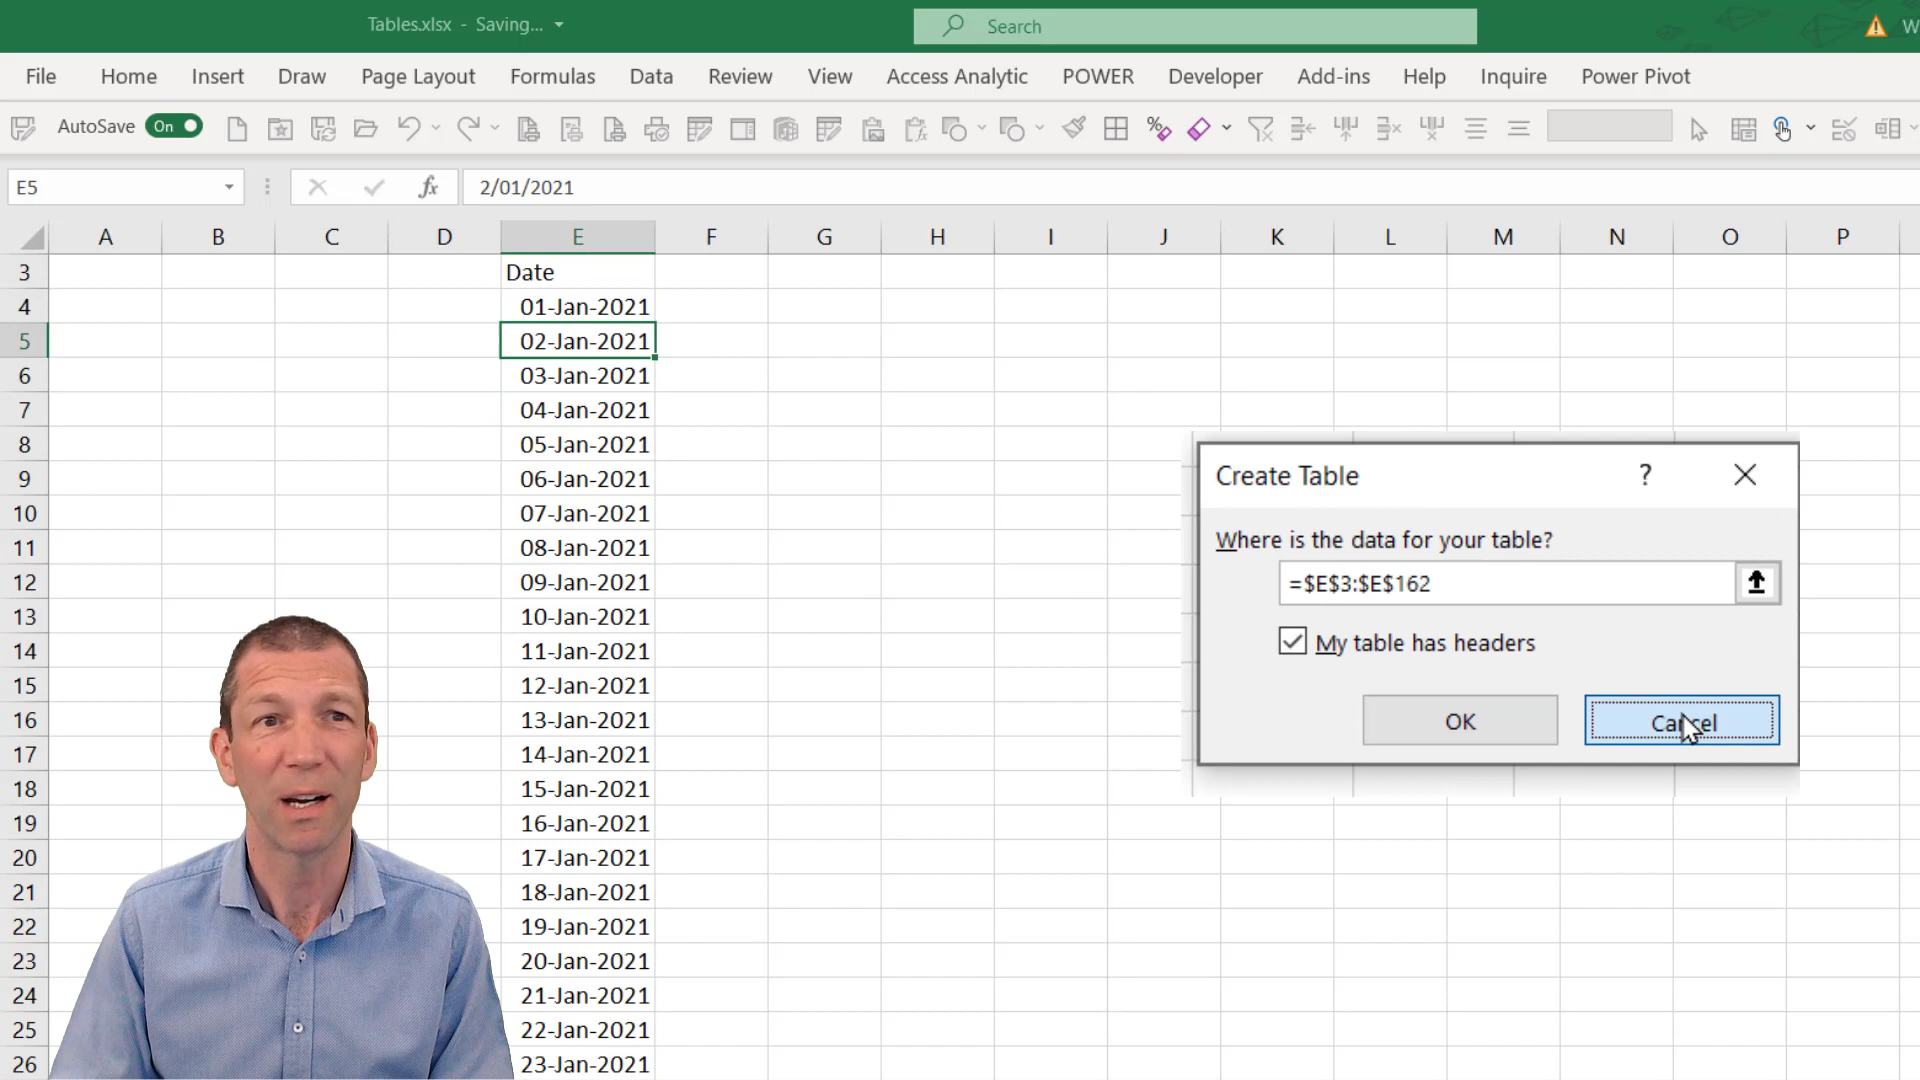 Tables.xlsx - Saving...
Search
W
File Home Insert Draw Page Layout Formulas Data Review View Access Analytic POWER Developer Add-ins Help Inquire Power Pivot
AutoSave On
E5 fx 2/01/2021
A B C D E F G H I J K L M N O P
3 Date
4 01-Jan-2021
5 02-Jan-2021
6 03-Jan-2021
7 04-Jan-2021
8 05-Jan-2021
9 06-Jan-2021
10 07-Jan-2021
11 08-Jan-2021
12 09-Jan-2021
13 10-Jan-2021
14 11-Jan-2021
15 12-Jan-2021
16 13-Jan-2021
17 14-Jan-2021
18 15-Jan-2021
19 16-Jan-2021
20 17-Jan-2021
21 18-Jan-2021
22 19-Jan-2021
23 20-Jan-2021
24 21-Jan-2021
25 22-Jan-2021
26 23-Jan-2021
Create Table ?
Where is the data for your table?
=$E$3:$E$162
My table has headers
OK Cancel